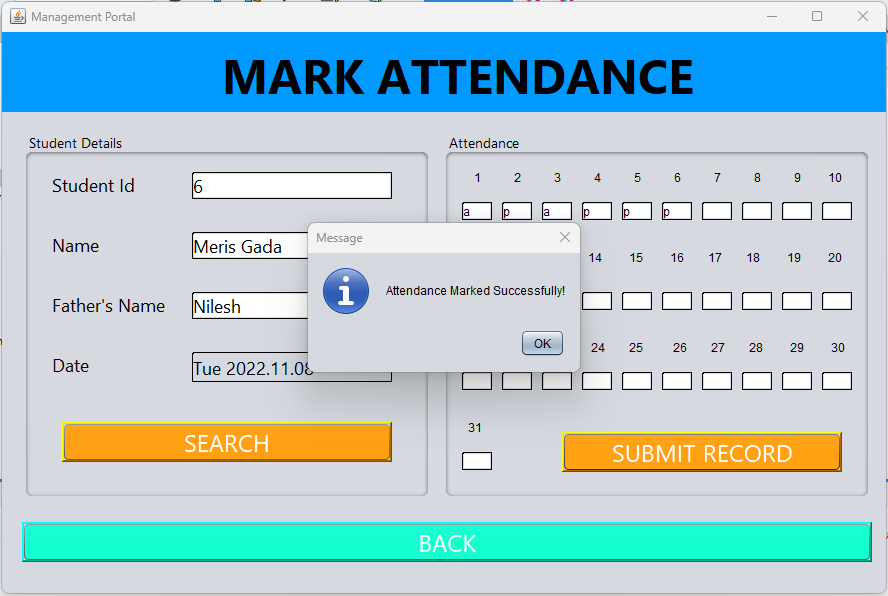 Management Portal
MARK ATTENDANCE
Student Details
Student Id
6
Name
Meris Gada
Father's Name
Nilesh
Date
Tue 2022.11.08
SEARCH
Attendance
1 2 3 4 5 6 7 8 9 10
a p a p p p
14 15 16 17 18 19 20
24 25 26 27 28 29 30
31
SUBMIT RECORD
Message
Attendance Marked Successfully!
OK
BACK